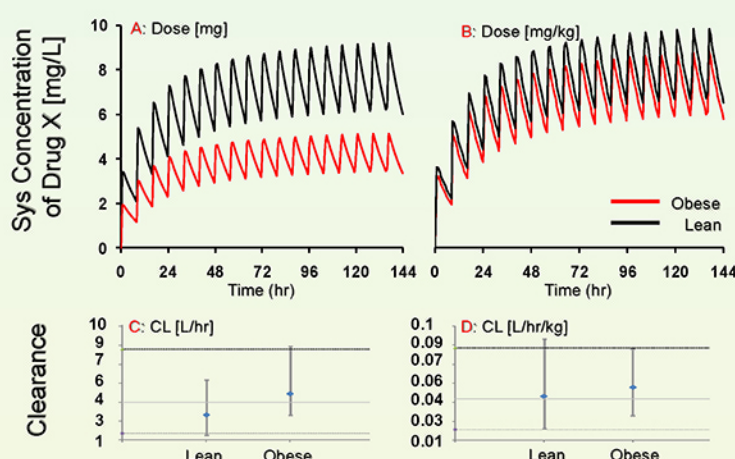 Sys Concentration
of Drug X [mg/L]
A: Dose [mg]
10
8
6
4
2
0
0 24 48 72 96 120 144
Time (hr)
B: Dose [mg/kg]
Obese
Lean
0 24 48 72 96 120 144
Time (hr)
Clearance
C: CL [L/hr]
10
9
7
6
4
3
1
Lean Obese
D: CL [L/hr/kg]
0.1
0.09
0.07
0.06
0.04
0.03
0.01
Lean Obese